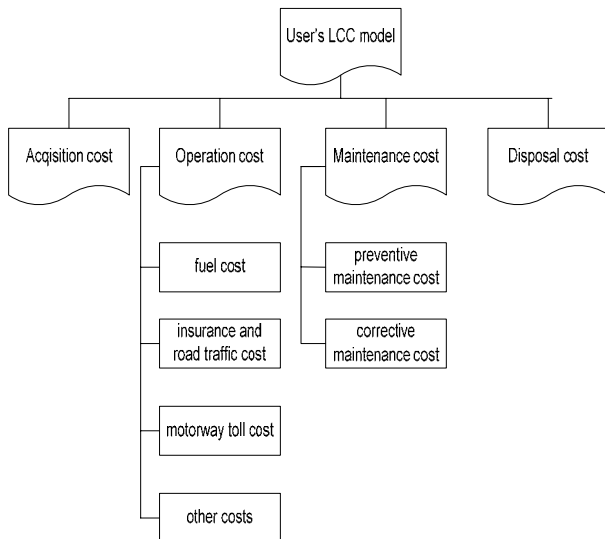 User's LCC model
Acqisition cost
Operation cost
Maintenance cost
Disposal cost
fuel cost
insurance and
road traffic cost
motorway toll cost
other costs
preventive
maintenance cost
corrective
maintenance cost